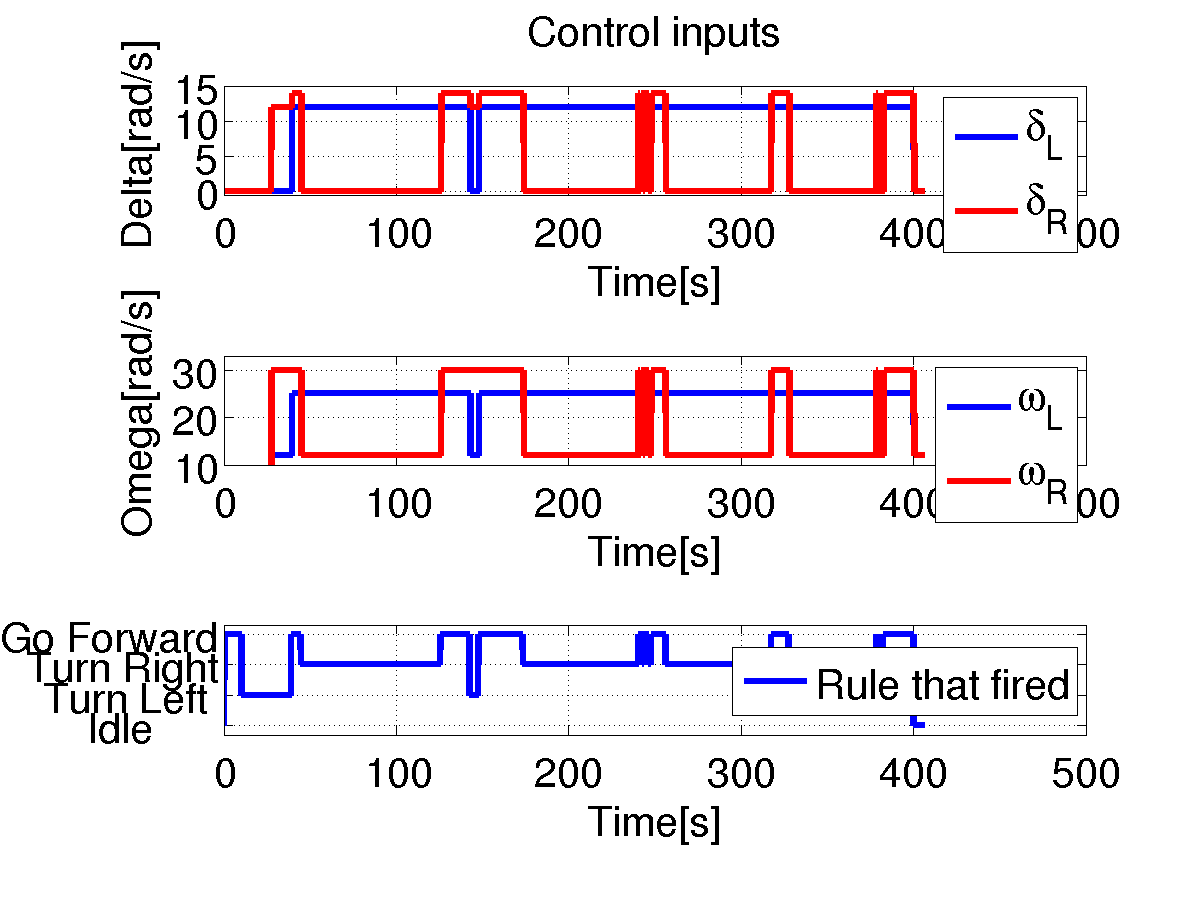 Control inputs
Delta[rad/s]
15
10
5
0
δL
δR
0 100 200 300 400 00
Time[s]
Omega[rad/s]
30
20
10
ωL
ωR
0 100 200 300 400 00
Time[s]
Go Forward
Turn Right
Turn Left
Idle
Rule that fired
0 100 200 300 400 500
Time[s]